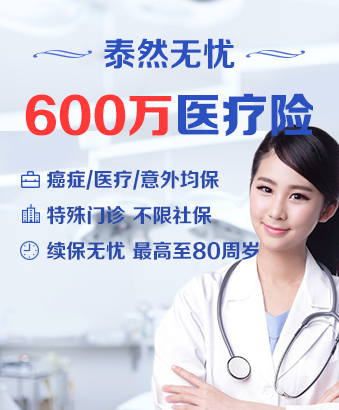 泰然无忧
600万医疗险
癌症/医疗/意外均保
特殊门诊 不限社保
续保无忧 最高至80周岁